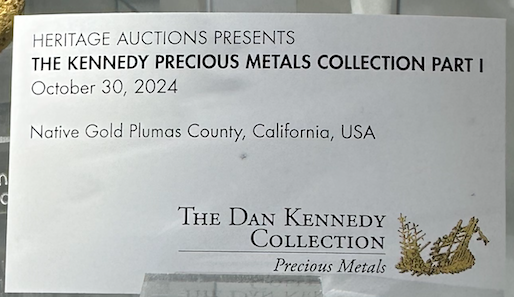 HERITAGE AUCTIONS PRESENTS
THE KENNEDY PRECIOUS METALS COLLECTION PART I
October 30, 2024
Native Gold Plumas County, California, USA
THE DAN KENNEDY
COLLECTION
Precious Metals